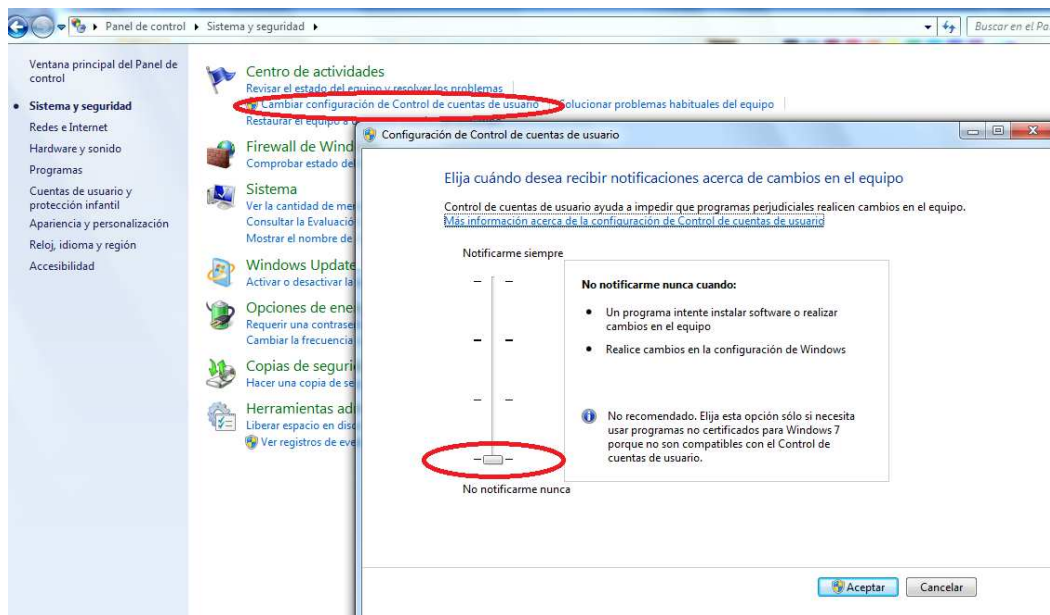 Panel de control ▸ Sistema y seguridad ▸
Buscar en el Pa
Ventana principal del Panel de
control
Sistema y seguridad
Redes e Internet
Hardware y sonido
Programas
Cuentas de usuario y
protección infantil
Apariencia y personalización
Reloj, idioma y región
Accesibilidad
Centro de actividades
Revisar el estado del equipo y resolver los problemas
Cambiar configuración de Control de cuentas de usuario
Solucionar problemas habituales del equipo
Restaurar el equipo a
Firewall de Wind
Comprobar estado de
Sistema
Ver la cantidad de me
Consultar la Evaluació
Mostrar el nombre de
Windows Update
Activar o desactivar la
Opciones de ene
Requerir una contrase
Cambiar la frecuencia
Copias de seguri
Hacer una copia de se
Herramientas ad
Liberar espacio en disc
Ver registros de eve
Configuración de Control de cuentas de usuario
Elija cuándo desea recibir notificaciones acerca de cambios en el equipo
Control de cuentas de usuario ayuda a impedir que programas perjudiciales realicen cambios en el equipo.
Más información acerca de la configuración de Control de cuentas de usuario
Notificarme siempre
No notificarme nunca cuando:
• Un programa intente instalar software o realizar
cambios en el equipo
• Realice cambios en la configuración de Windows
No recomendado. Elija esta opción sólo si necesita
usar programas no certificados para Windows 7
porque no son compatibles con el Control de
cuentas de usuario.
No notificarme nunca
Aceptar
Cancelar